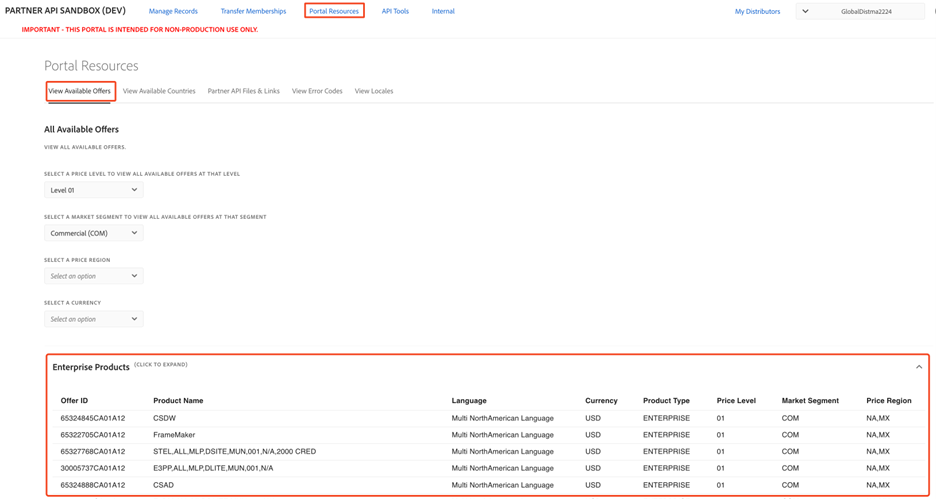 PARTNER API SANDBOX (DEV) Manage Records Transfer Memberships Portal Resources API Tools Internal My Distributors GlobalDistma2224
IMPORTANT - THIS PORTAL IS INTENDED FOR NON-PRODUCTION USE ONLY.
Portal Resources
View Available Offers View Available Countries Partner API Files & Links View Error Codes View Locales
All Available Offers
VIEW ALL AVAILABLE OFFERS.
SELECT A PRICE LEVEL TO VIEW ALL AVAILABLE OFFERS AT THAT LEVEL
Level 01
SELECT A MARKET SEGMENT TO VIEW ALL AVAILABLE OFFERS AT THAT SEGMENT
Commercial (COM)
SELECT A PRICE REGION
Select an option
SELECT A CURRENCY
Select an option
Enterprise Products (CLICK TO EXPAND)
Offer ID Product Name Language Currency Product Type Price Level Market Segment Price Region
65324845CA01A12 CSDW Multi NorthAmerican Language USD ENTERPRISE 01 COM NA,MX
65322705CA01A12 FrameMaker Multi NorthAmerican Language USD ENTERPRISE 01 COM NA,MX
65327768CA01A12 STEL,ALL,MLP,DSITE,MUN,001,N/A,2000 CRED Multi NorthAmerican Language USD ENTERPRISE 01 COM NA,MX
30005737CA01A12 E3PP,ALL,MLP,DLITE,MUN,001,N/A Multi NorthAmerican Language USD ENTERPRISE 01 COM NA,MX
65324888CA01A12 CSAD Multi NorthAmerican Language USD ENTERPRISE 01 COM NA,MX